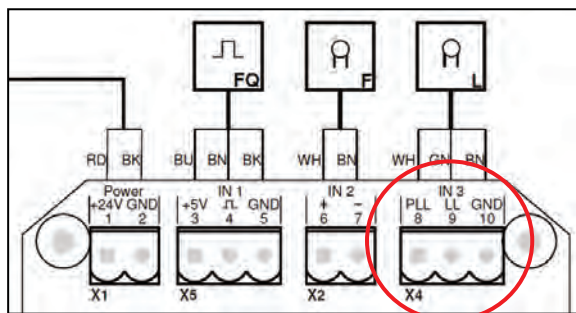 FQ
F
L
RD BK BU BN BK WH BN WH GN BN
Power IN 1 IN 2 IN 3
+24V GND +5V ⎍ GND + − PLL LL GND
1 2 3 4 5 6 7 8 9 10
X1 X5 X2 X4